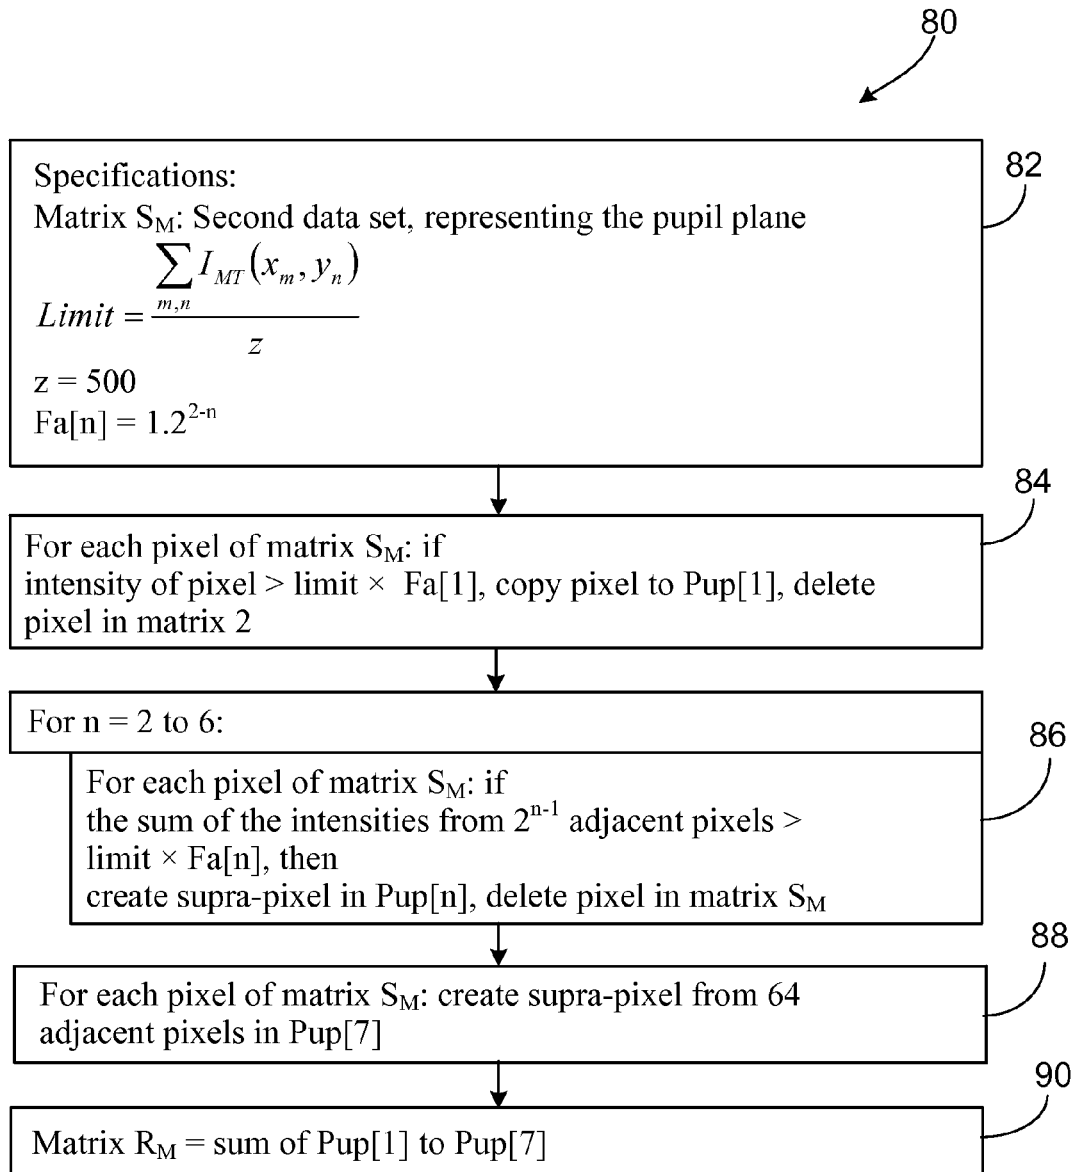 80
82
Specifications:
Matrix S_M: Second data set, representing the pupil plane
Limit = \frac{\sum_{m,n} I_{MT}(x_m, y_n)}{z}
z = 500
Fa[n] = 1.2^{2-n}
84
For each pixel of matrix S_M: if
intensity of pixel > limit × Fa[1], copy pixel to Pup[1], delete
pixel in matrix 2
86
For n = 2 to 6:
For each pixel of matrix S_M: if
the sum of the intensities from 2^{n-1} adjacent pixels >
limit × Fa[n], then
create supra-pixel in Pup[n], delete pixel in matrix S_M
88
For each pixel of matrix S_M: create supra-pixel from 64
adjacent pixels in Pup[7]
90
Matrix R_M = sum of Pup[1] to Pup[7]